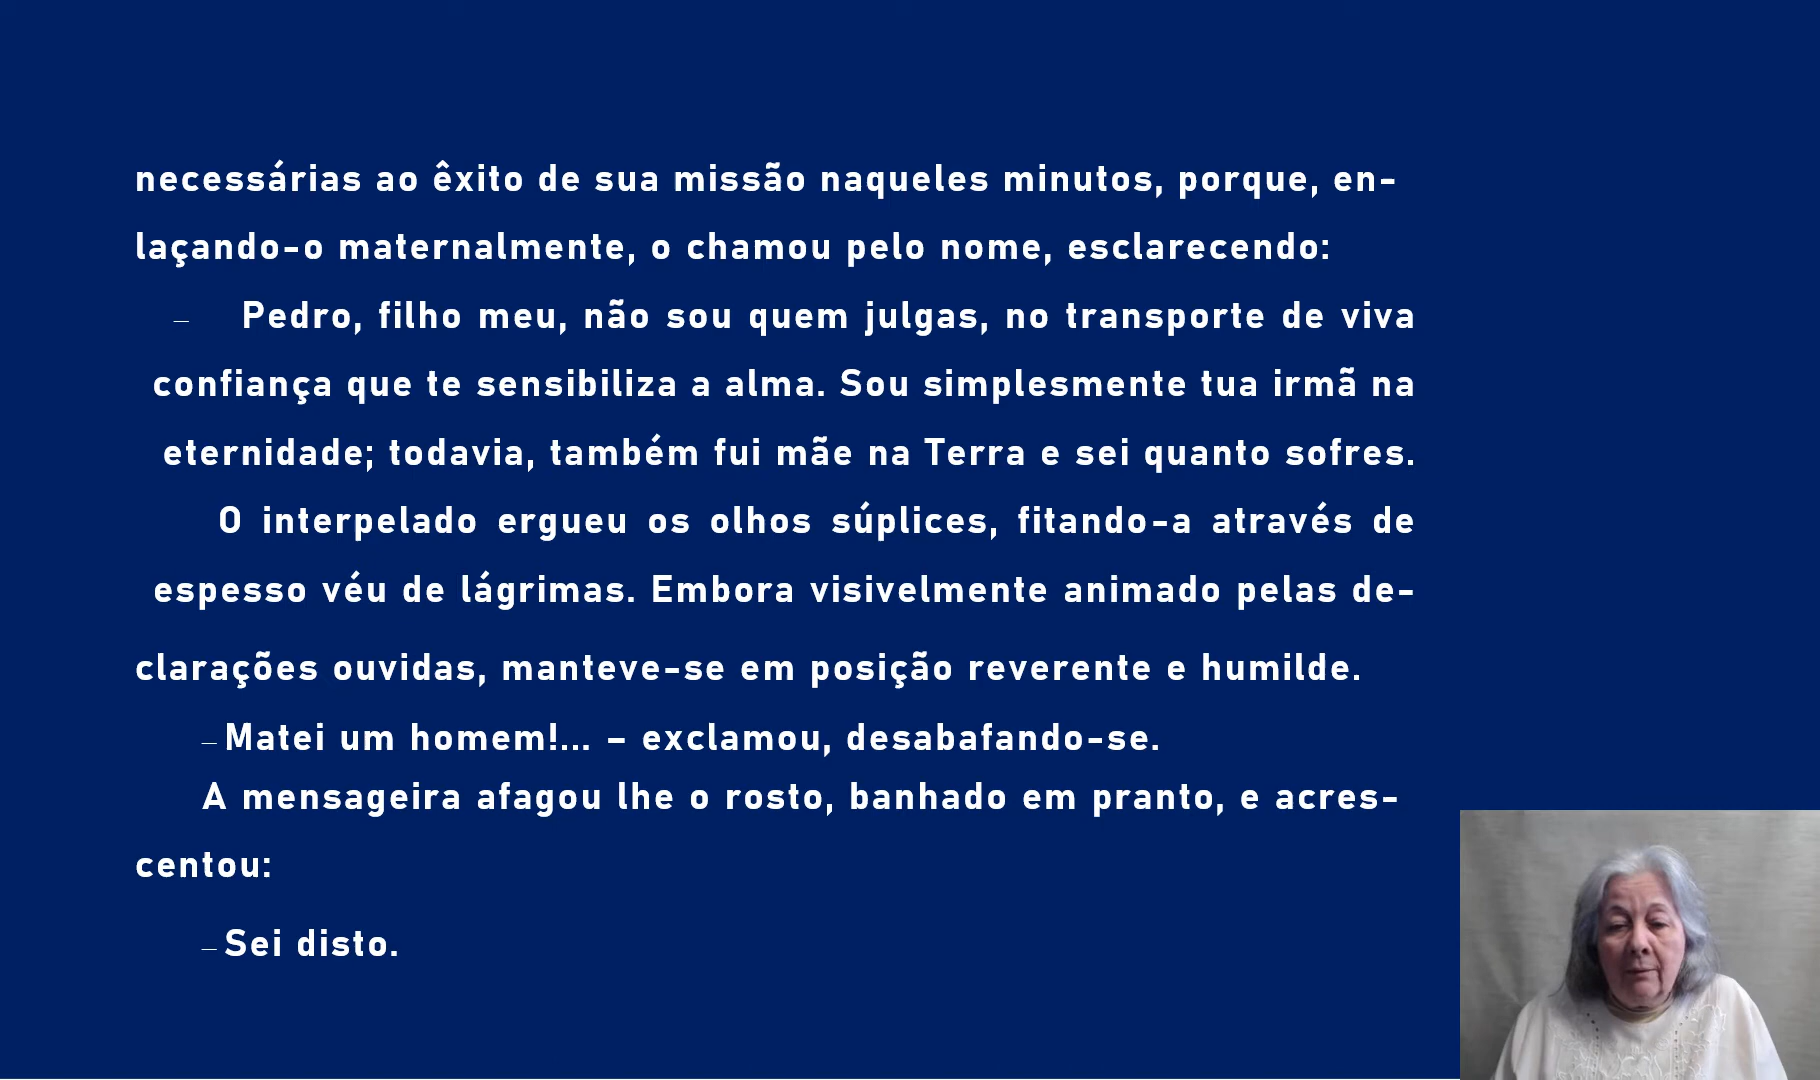 necessárias ao êxito de sua missão naqueles minutos, porque, en-
laçando-o maternalmente, o chamou pelo nome, esclarecendo:
– Pedro, filho meu, não sou quem julgas, no transporte de viva
confiança que te sensibiliza a alma. Sou simplesmente tua irmã na
eternidade; todavia, também fui mãe na Terra e sei quanto sofres.
O interpelado ergueu os olhos súplices, fitando-a através de
espesso véu de lágrimas. Embora visivelmente animado pelas de-
clarações ouvidas, manteve-se em posição reverente e humilde.
– Matei um homem!... – exclamou, desabafando-se.
A mensageira afagou lhe o rosto, banhado em pranto, e acres-
centou:
– Sei disto.